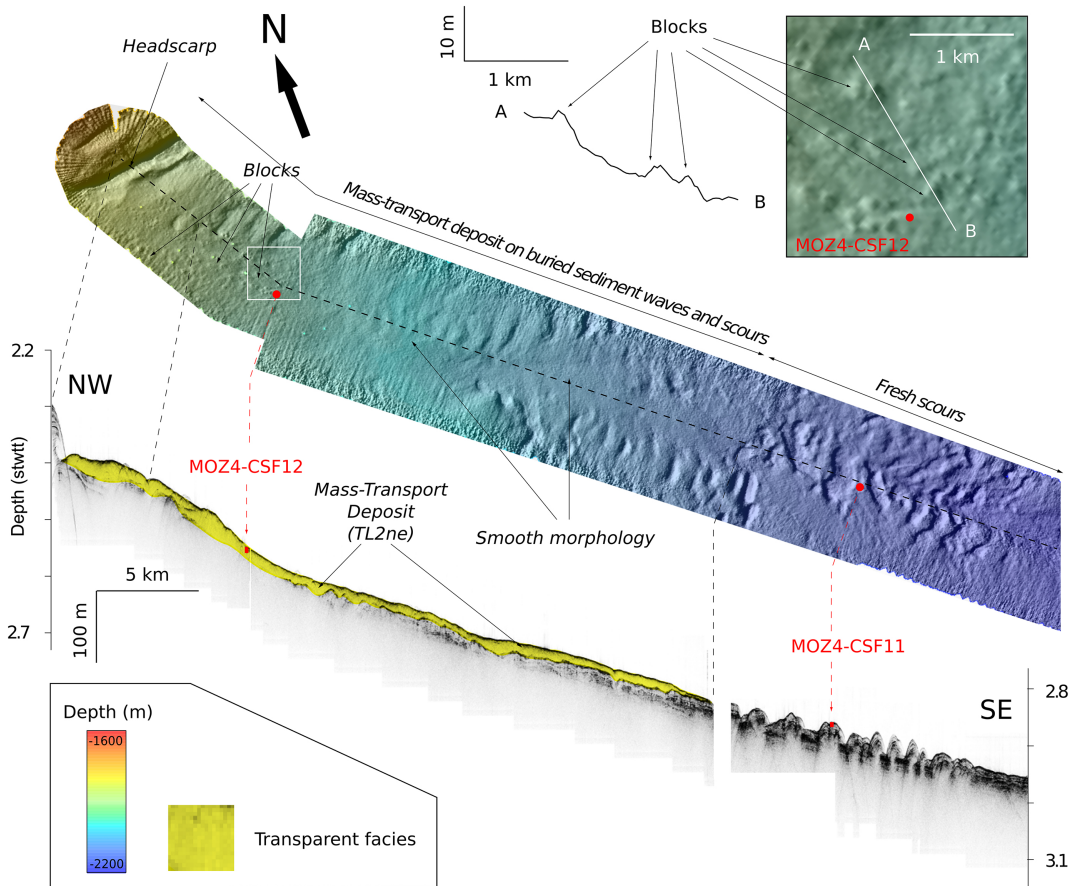 Headscarp
N
10 m
1 km
Blocks
A
B
A
1 km
B
MOZ4-CSF12
Blocks
Mass-transport deposit on buried sediment waves and scours
Fresh scours
2.2
NW
Depth (stwtt)
MOZ4-CSF12
Mass-Transport
Deposit
(TL2ne)
Smooth morphology
5 km
100 m
2.7
MOZ4-CSF11
2.8
SE
3.1
Depth (m)
-1600
-2200
Transparent facies